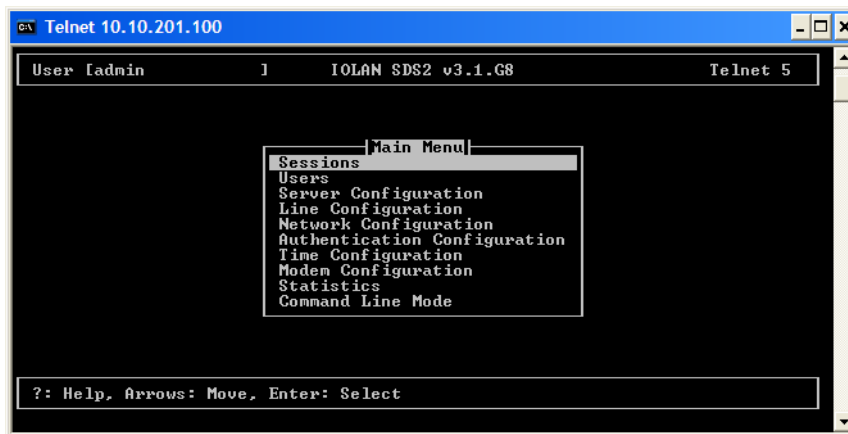 Telnet 10.10.201.100
User [admin ] IOLAN SDS2 v3.1.G8 Telnet 5
Main Menu
Sessions
Users
Server Configuration
Line Configuration
Network Configuration
Authentication Configuration
Time Configuration
Modem Configuration
Statistics
Command Line Mode
?: Help, Arrows: Move, Enter: Select